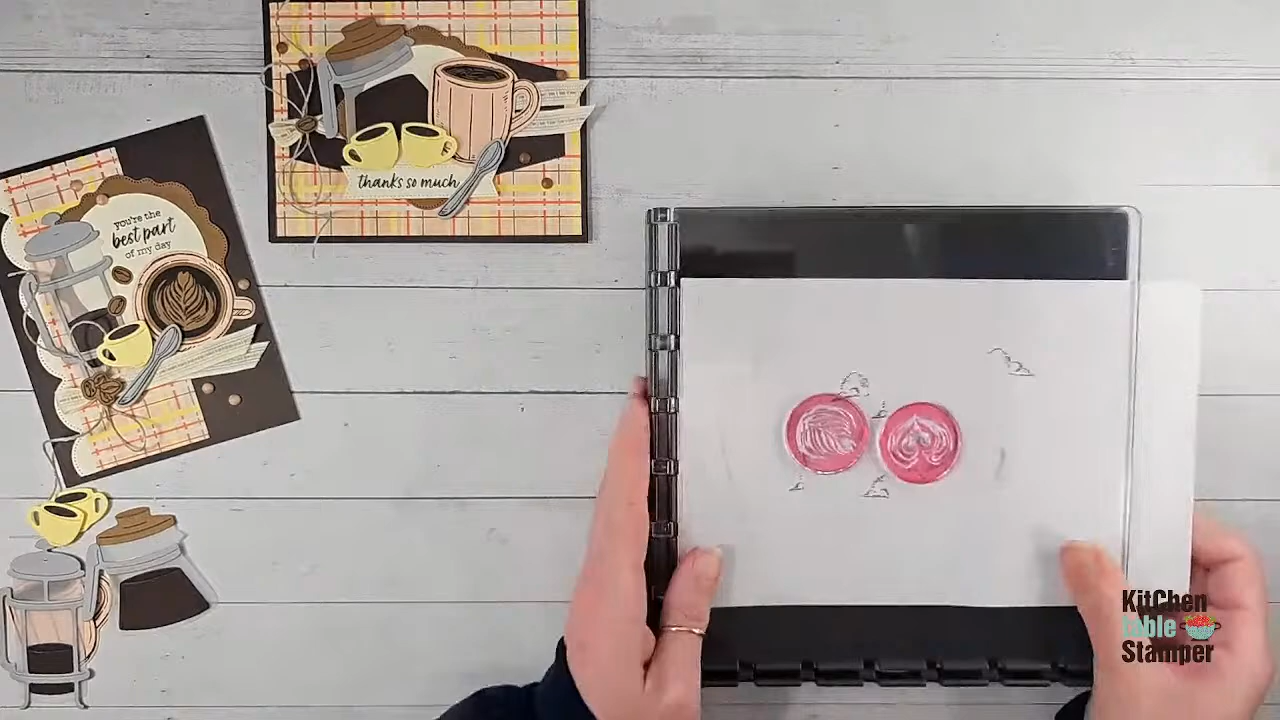 thanks so much
you're the
best part
of my day
KitChen
table
Stamper